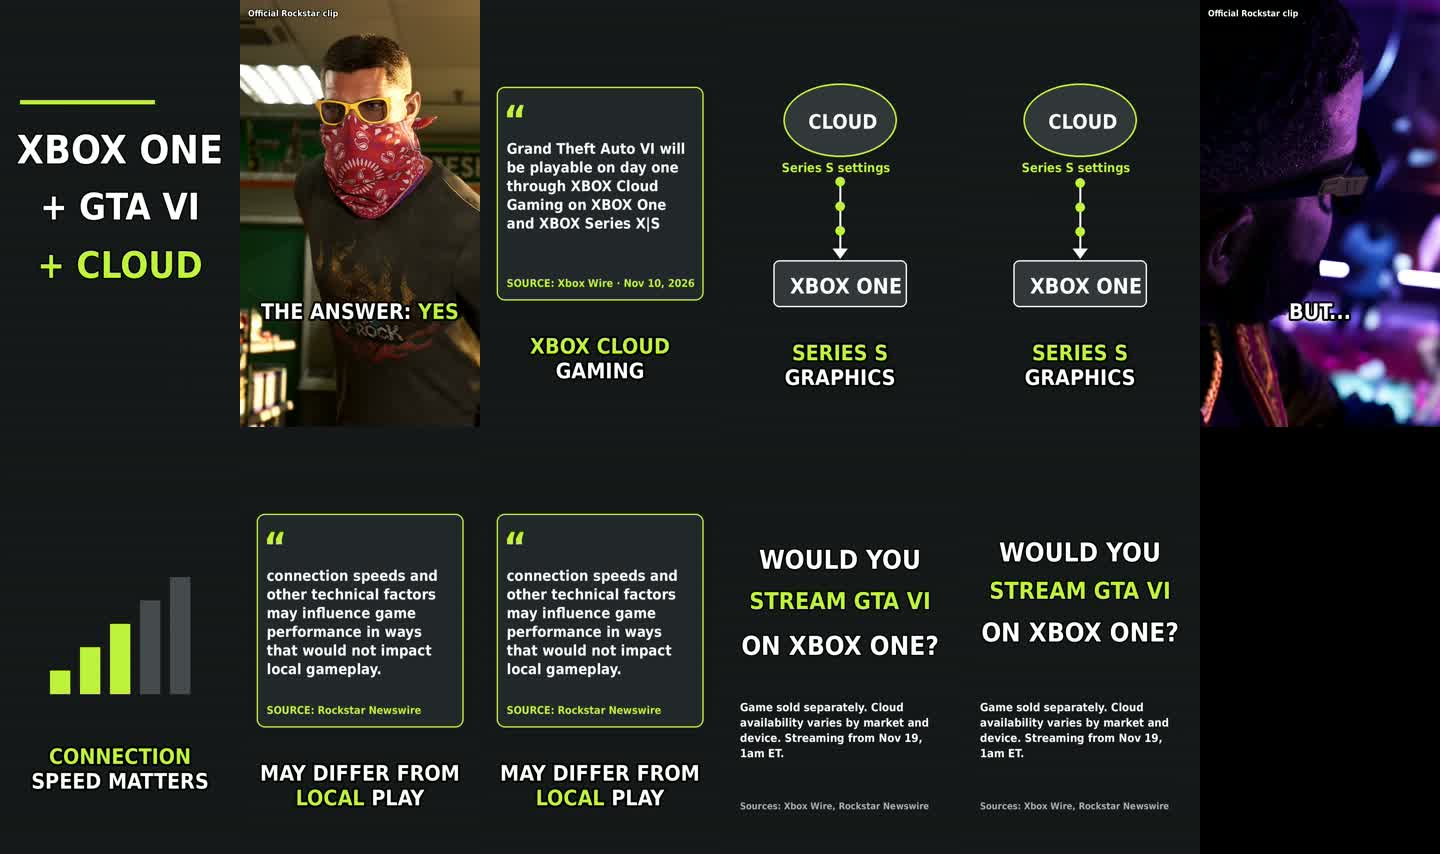 XBOX ONE
+ GTA VI
+ CLOUD
Official Rockstar clip
THE ANSWER: YES
“
Grand Theft Auto VI will
be playable on day one
through XBOX Cloud
Gaming on XBOX One
and XBOX Series X|S
SOURCE: Xbox Wire · Nov 10, 2026
XBOX CLOUD
GAMING
CLOUD
Series S settings
XBOX ONE
SERIES S
GRAPHICS
CLOUD
Series S settings
XBOX ONE
SERIES S
GRAPHICS
Official Rockstar clip
BUT...
CONNECTION
SPEED MATTERS
“
connection speeds and
other technical factors
may influence game
performance in ways
that would not impact
local gameplay.
SOURCE: Rockstar Newswire
MAY DIFFER FROM
LOCAL PLAY
“
connection speeds and
other technical factors
may influence game
performance in ways
that would not impact
local gameplay.
SOURCE: Rockstar Newswire
MAY DIFFER FROM
LOCAL PLAY
WOULD YOU
STREAM GTA VI
ON XBOX ONE?
Game sold separately. Cloud
availability varies by market and
device. Streaming from Nov 19,
1am ET.
Sources: Xbox Wire, Rockstar Newswire
WOULD YOU
STREAM GTA VI
ON XBOX ONE?
Game sold separately. Cloud
availability varies by market and
device. Streaming from Nov 19,
1am ET.
Sources: Xbox Wire, Rockstar Newswire